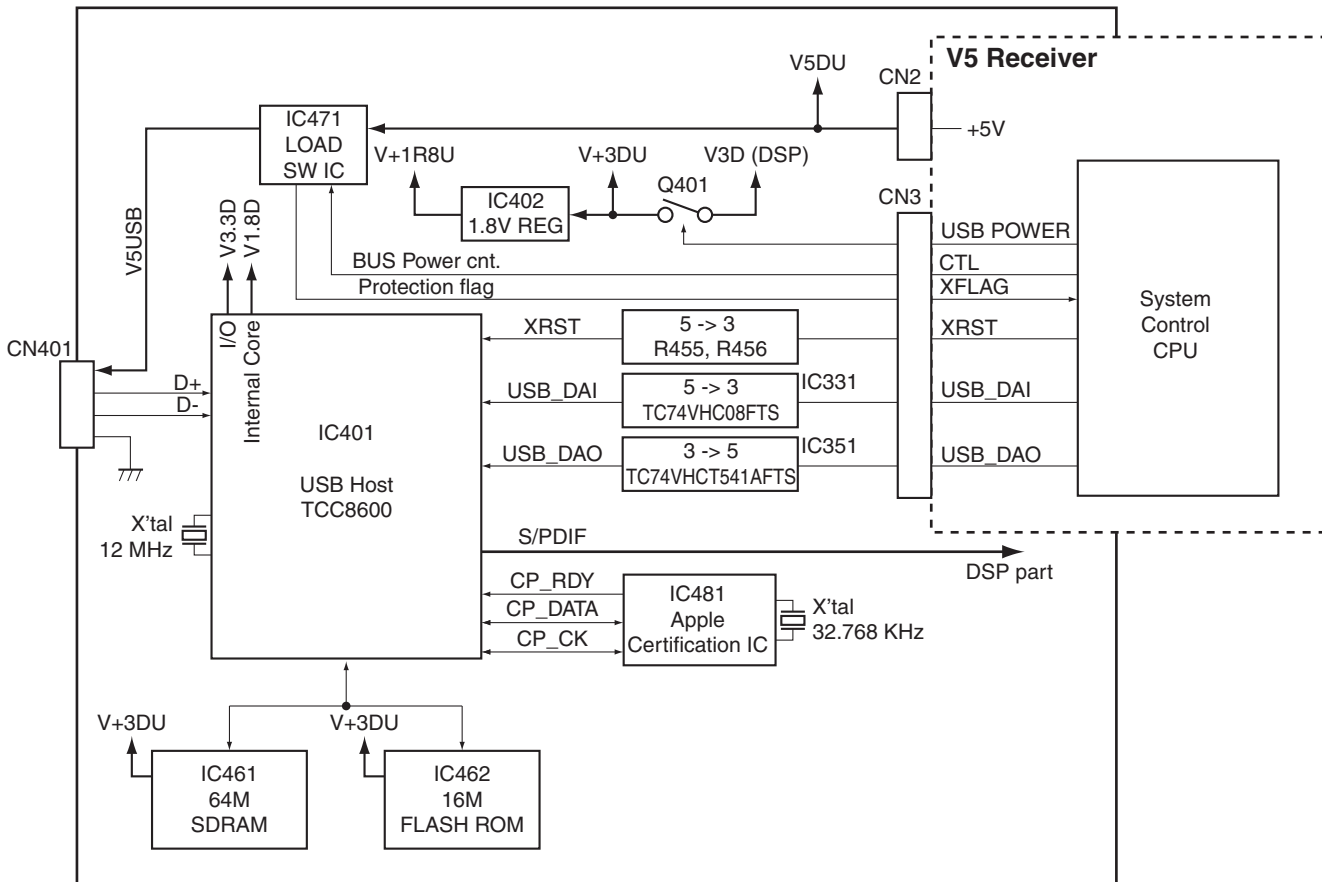 V5 Receiver
V5DU
CN2
+5V
IC471
LOAD
SW IC
V+1R8U
V+3DU
V3D (DSP)
Q401
IC402
1.8V REG
CN3
USB POWER
V5USB
V3.3D
V1.8D
BUS Power cnt.
CTL
Protection flag
XFLAG
System
Control
CPU
I/O
Internal Core
XRST
5 -> 3
R455, R456
XRST
CN401
D+
D-
USB_DAI
5 -> 3
TC74VHC08FTS
IC331
USB_DAI
IC401
USB Host
TCC8600
USB_DAO
3 -> 5
TC74VHCT541AFTS
IC351
USB_DAO
X'tal
12 MHz
S/PDIF
DSP part
CP_RDY
CP_DATA
CP_CK
IC481
Apple
Certification IC
X'tal
32.768 KHz
V+3DU
V+3DU
IC461
64M
SDRAM
IC462
16M
FLASH ROM